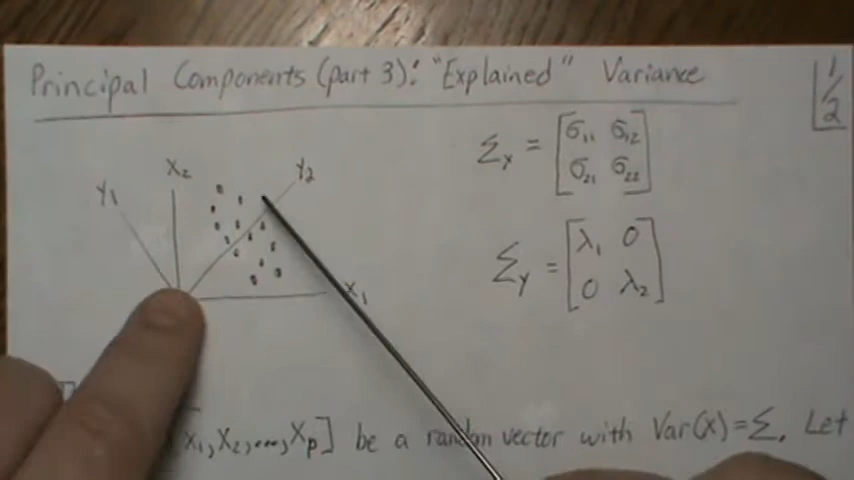 Principal Components (part 3): "Explained" Variance
1/2
Y₁ X₂ Y₂
X₁
Σx = [σ₁₁ σ₁₂
σ₂₁ σ₂₂]
Σy = [λ₁ 0
0 λ₂]
X₁, X₂, ..., Xp] be a random vector with Var(X) = Σ. Let